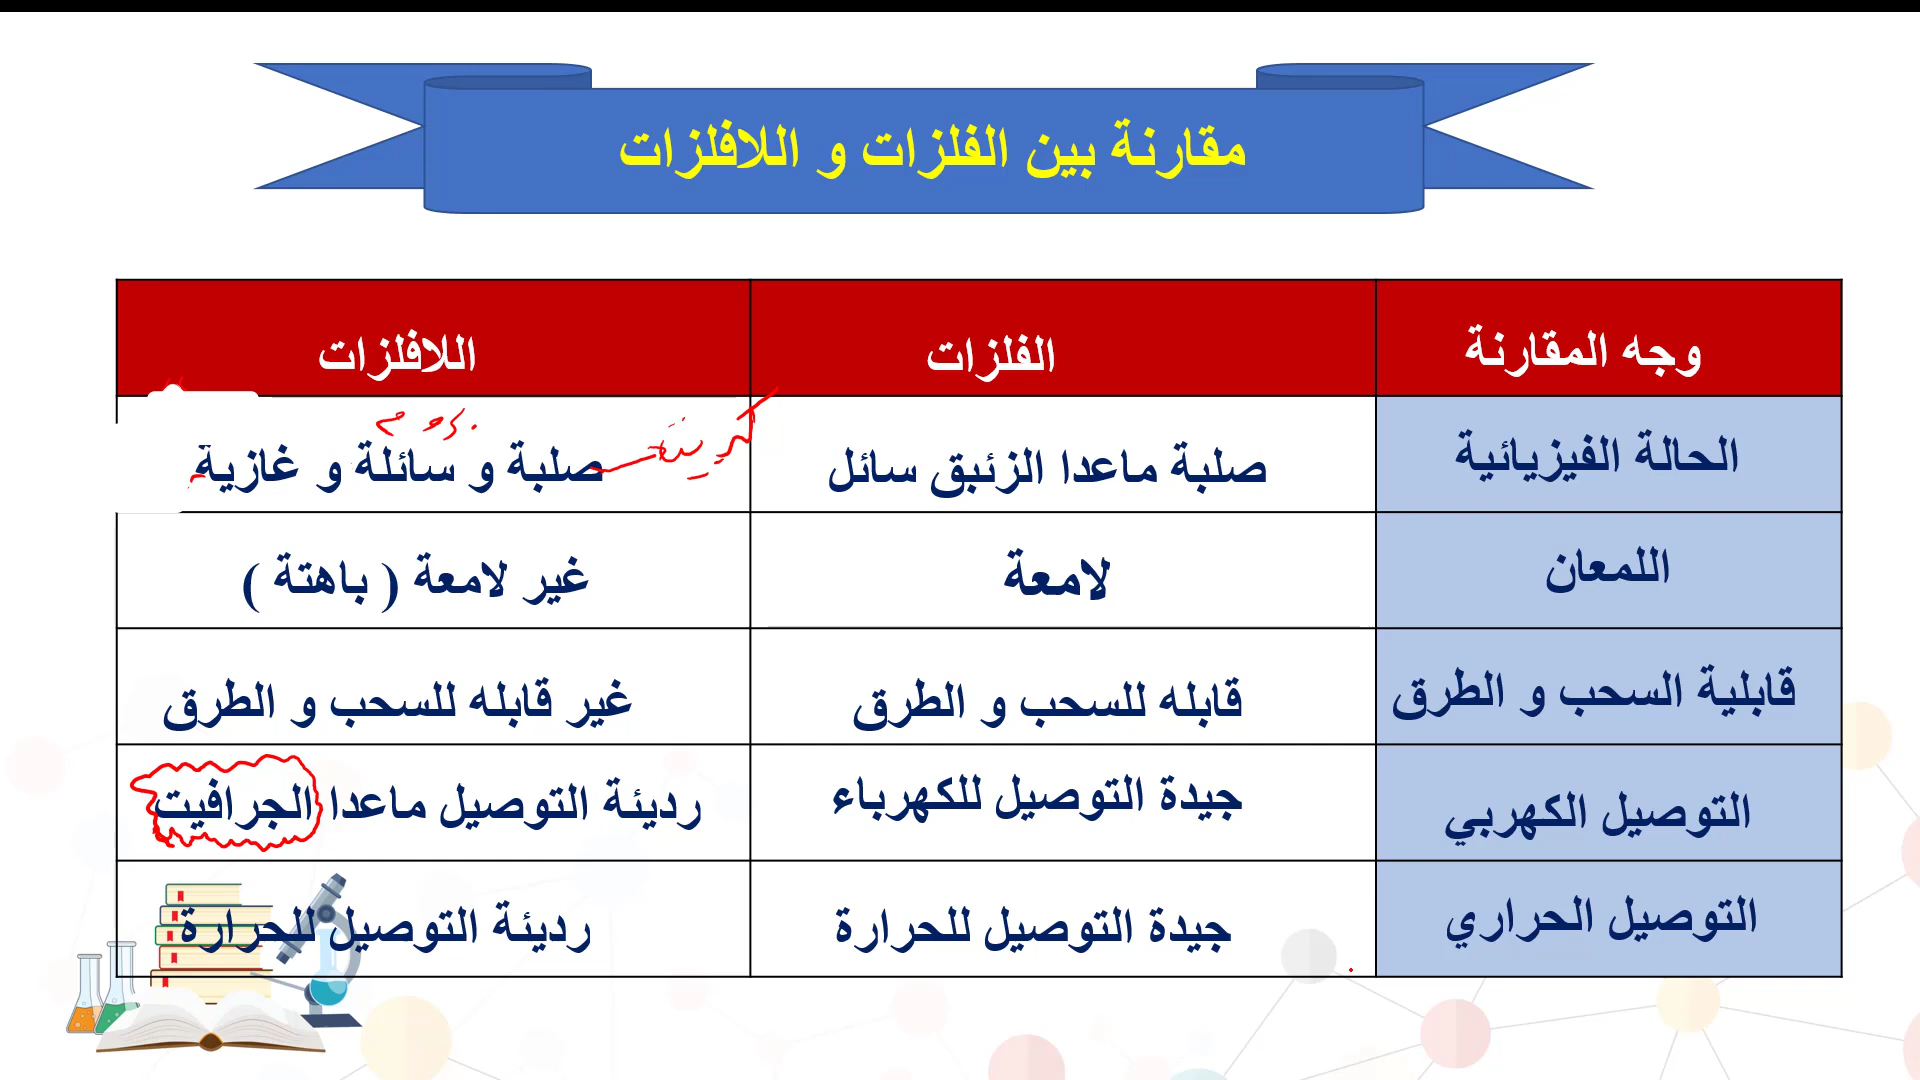 مقارنة بين الفلزات و اللافلزات
وجه المقارنة
الفلزات
اللافلزات
الحالة الفيزيائية
صلبة ماعدا الزئبق سائل
صلبة و سائلة و غازية
اللمعان
لامعة
غير لامعة ( باهتة )
قابلية السحب و الطرق
قابله للسحب و الطرق
غير قابله للسحب و الطرق
التوصيل الكهربي
جيدة التوصيل للكهرباء
رديئة التوصيل ماعدا الجرافيت
التوصيل الحراري
جيدة التوصيل للحرارة
رديئة التوصيل للحرارة